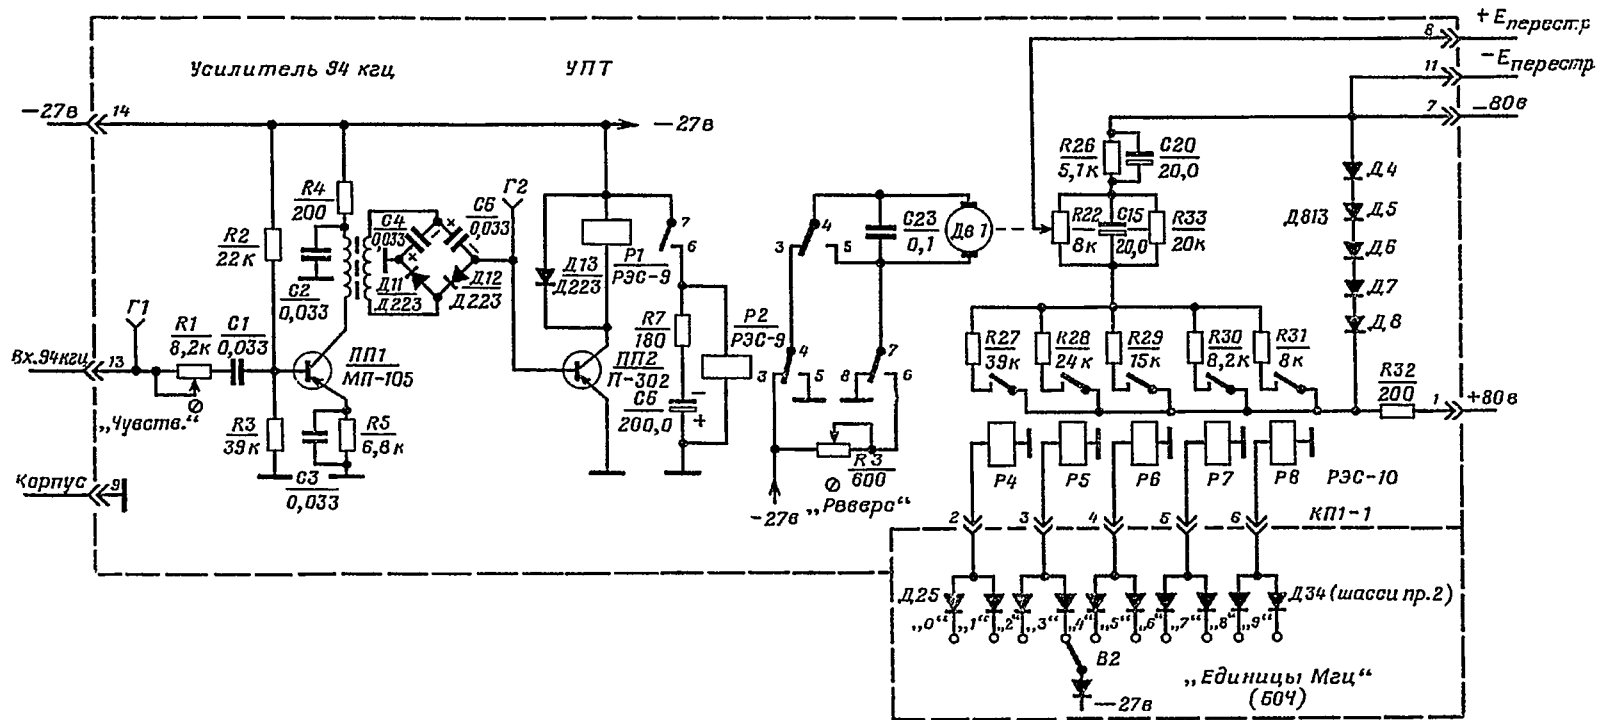 +Eперестр
8
Усилитель 94 кгц
УПТ
11
−Eперестр
−27в
14
−27в
7
−80в
R26
5,1к
C20
20,0
R4
200
C4
0,033
C6
0,033
Г2
7
6
4
3
5
C23
0,1
Дв 1
R22
8к
C15
20,0
R33
20к
Д813
Д4
Д5
Д6
Д7
Д8
R2
22к
C2
0,033
Д11
Д223
Д12
Д223
Д13
Д223
P1
РЭС-9
Г1
R1
8,2к
C1
0,033
R7
180
P2
РЭС-9
R27
39к
R28
24к
R29
15к
R30
8,2к
R31
8к
Вх.94кгц
13
ПП1
МП-105
ПП2
П-302
4
3
5
7
8
6
R32
200
1
+80в
„Чувств.“
R3
39к
R5
6,8к
C6
200,0
C3
0,033
R3
600
„Рвверс“
−27в
P4
P5
P6
P7
P8
РЭС-10
Корпус
9
2
3
4
5
6
КП1-1
Д25
Д34 (шасси пр.2)
„0“
„1“
„2“
„3“
„4“
„5“
„6“
„7“
„8“
„9“
В2
−27в
„Единицы Мгц“
(БОЧ)